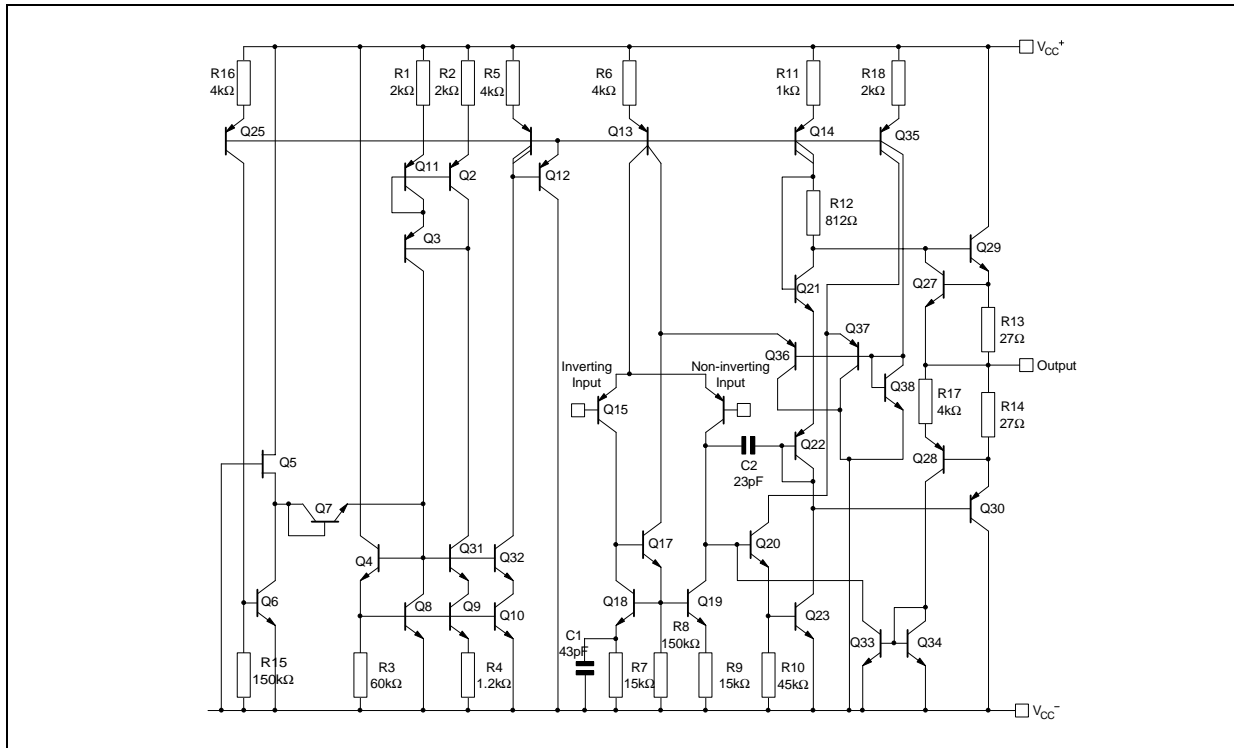 VCC+
R16
4kΩ
R1
2kΩ
R2
2kΩ
R5
4kΩ
R6
4kΩ
R11
1kΩ
R18
2kΩ
Q25
Q11
Q2
Q12
Q13
Q14
Q35
Q3
R12
812Ω
Q29
Q27
Q21
R13
27Ω
Q37
Q36
Output
Inverting
Input
Non-inverting
Input
Q38
R17
4kΩ
R14
27Ω
Q15
Q22
Q5
C2
23pF
Q28
Q7
Q30
Q4
Q31
Q32
Q17
Q20
Q6
Q8
Q9
Q10
Q18
Q19
Q23
C1
43pF
R8
150kΩ
Q33
Q34
R15
150kΩ
R3
60kΩ
R4
1.2kΩ
R7
15kΩ
R9
15kΩ
R10
45kΩ
VCC-